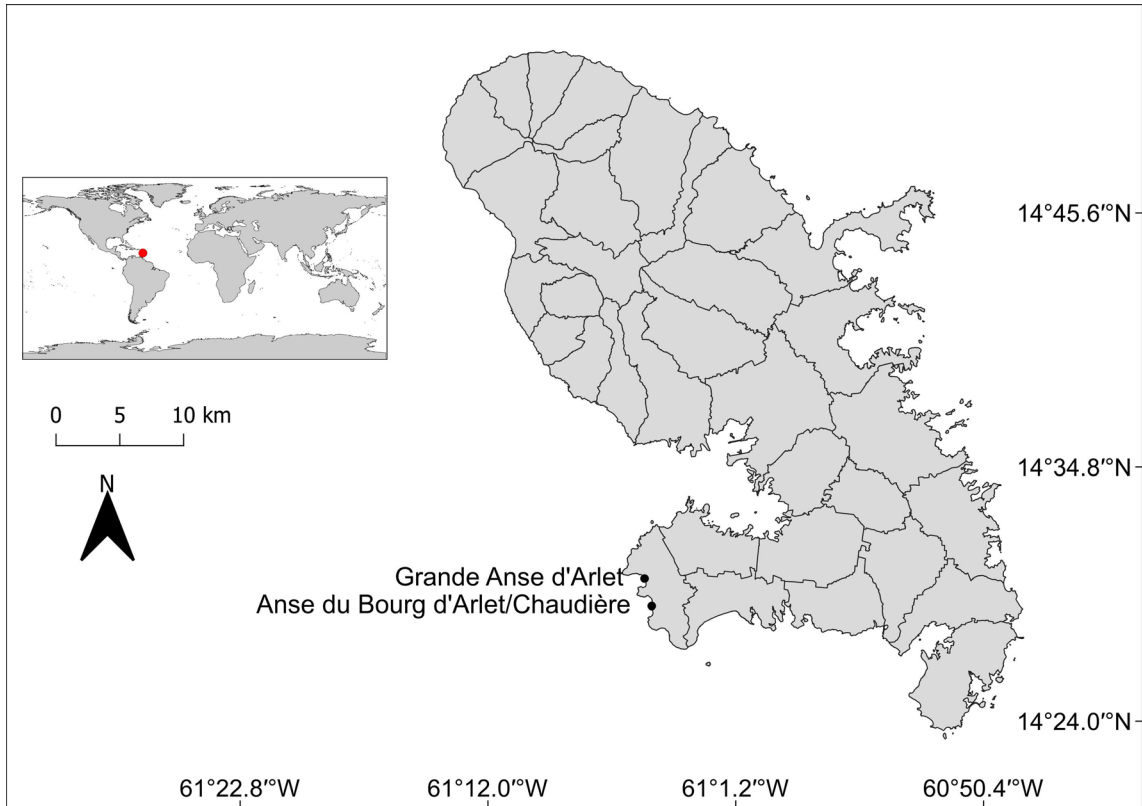 14°45.6′°N
0 5 10 km
14°34.8′°N
N
Grande Anse d'Arlet
Anse du Bourg d'Arlet/Chaudière
14°24.0′°N
61°22.8′°W 61°12.0′°W 61°1.2′°W 60°50.4′°W